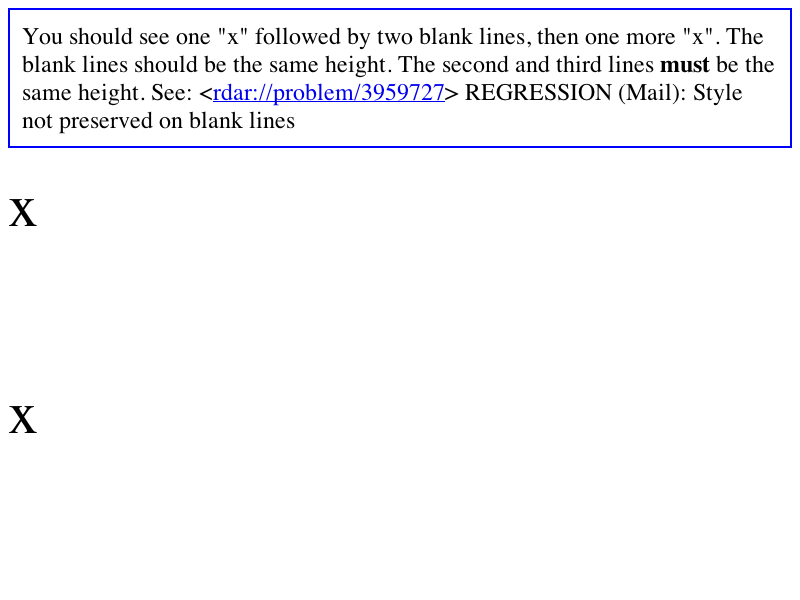 You should see one "x" followed by two blank lines, then one more "x". The
blank lines should be the same height. The second and third lines must be the
same height. See: <rdar://problem/3959727> REGRESSION (Mail): Style
not preserved on blank lines
x
x